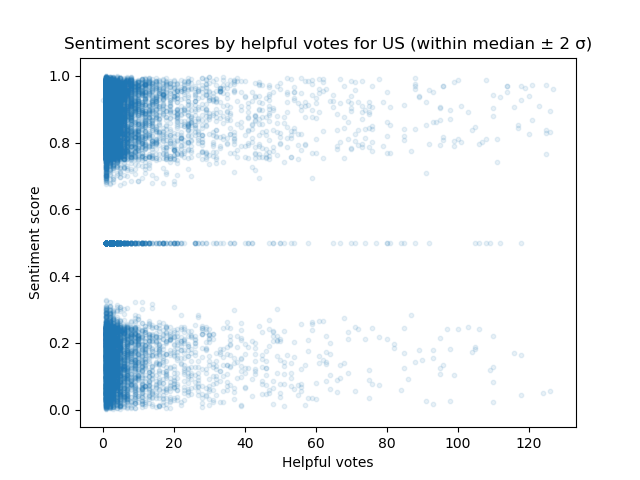 Sentiment scores by helpful votes for US (within median ± 2 σ)
1.0
0.8
0.6
0.4
0.2
0.0
Sentiment score
0 20 40 60 80 100 120
Helpful votes